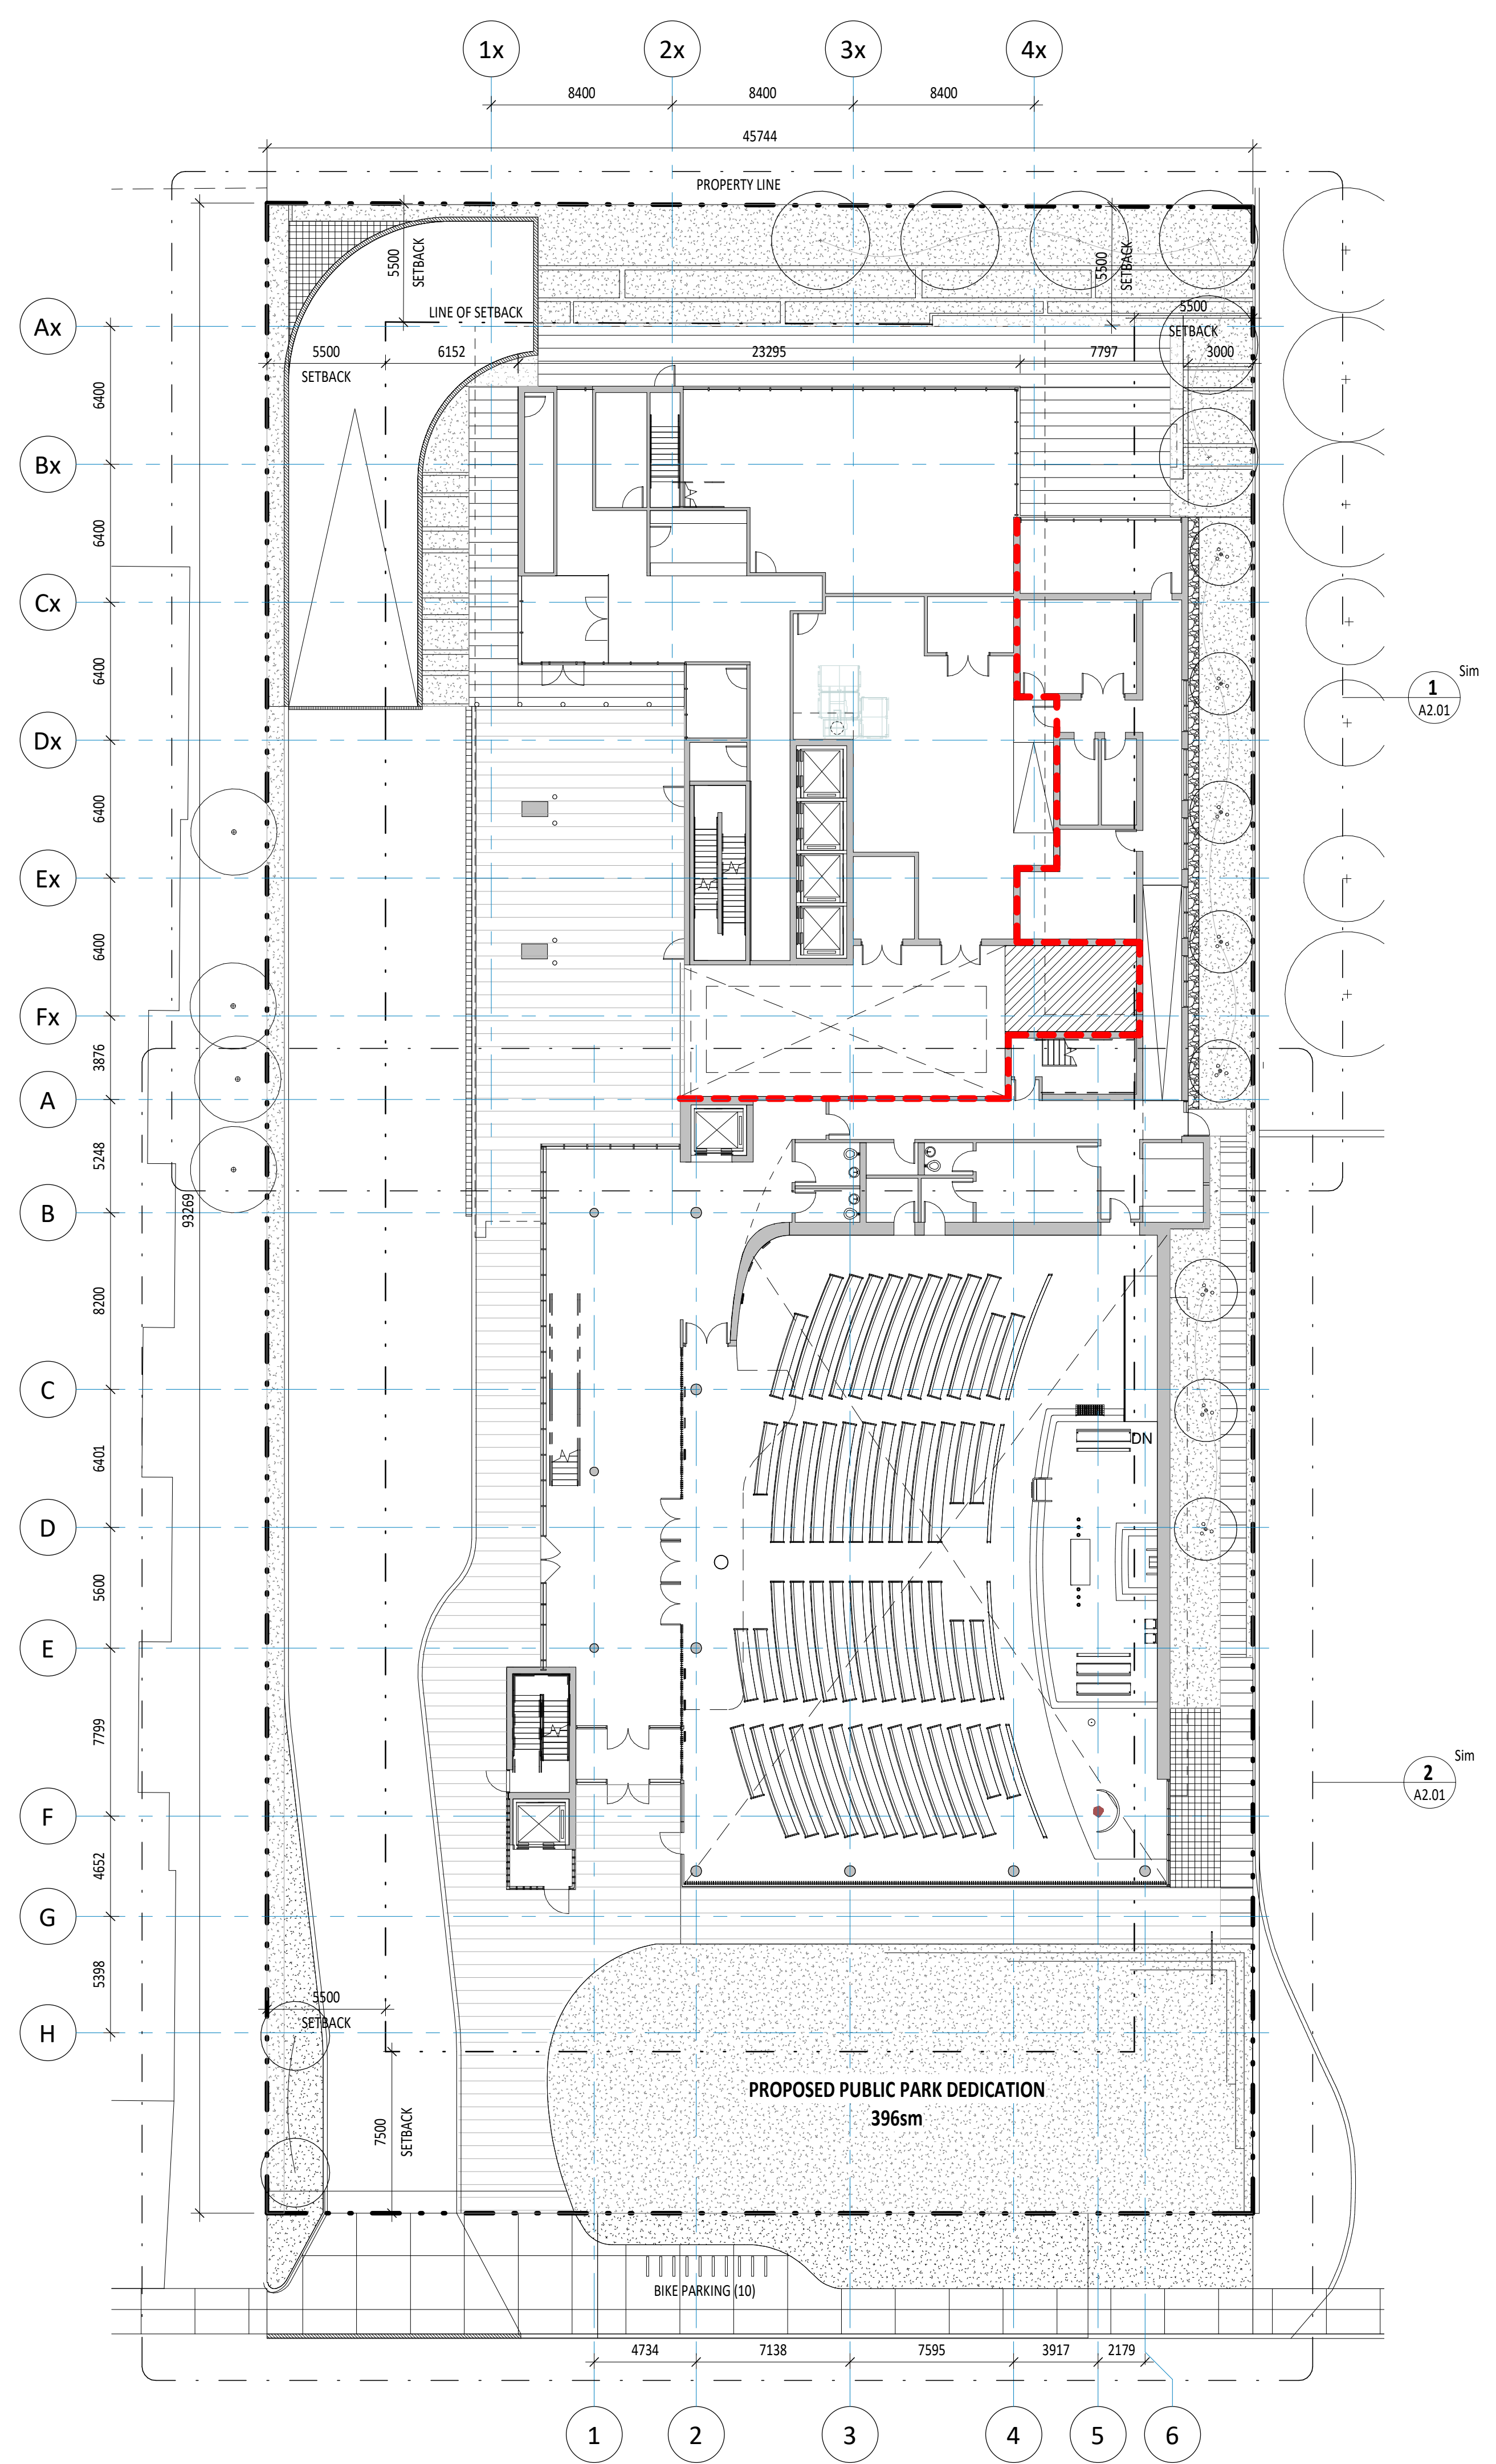 1x
2x
3x
4x
8400
8400
8400
45744
PROPERTY LINE
5500
SETBACK
5500
SETBACK
LINE OF SETBACK
5500
SETBACK
Ax
5500
SETBACK
6152
23295
7797
3000
6400
Bx
6400
Cx
6400
Sim
1
A2.01
Dx
6400
Ex
6400
Fx
3876
A
5248
93269
B
8200
C
DN
6401
D
5600
E
7799
Sim
2
A2.01
F
4652
G
5398
5500
SETBACK
H
7500
SETBACK
PROPOSED PUBLIC PARK DEDICATION
396sm
BIKE PARKING (10)
4734
7138
7595
3917
2179
1
2
3
4
5
6